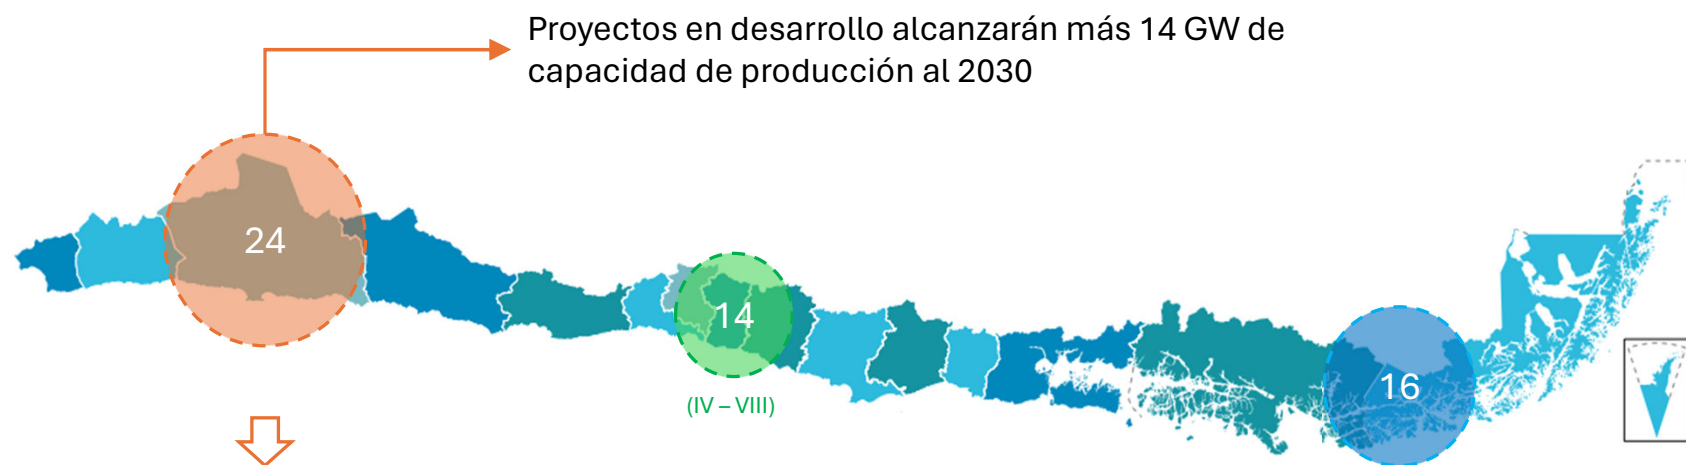 Proyectos en desarrollo alcanzarán más 14 GW de
capacidad de producción al 2030
24
14
(IV – VIII)
16